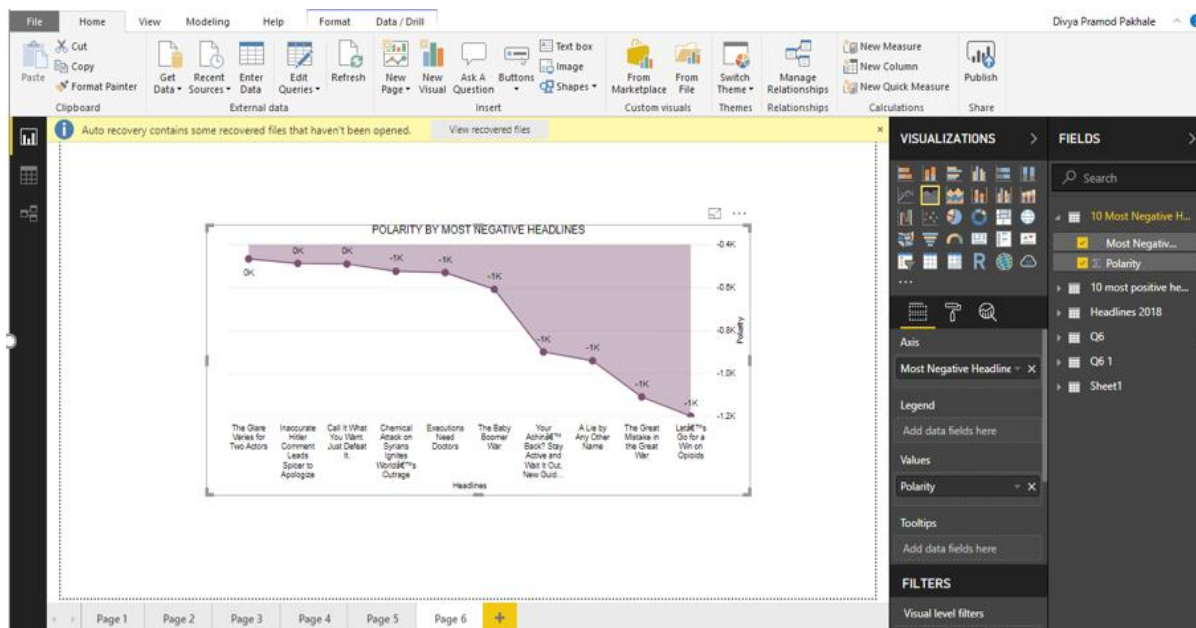 File Home View Modeling Help Format Data / Drill Divya Pramod Pakhale
Paste
Cut
Copy
Format Painter
Clipboard
Get Data
Recent Sources
Enter Data
Edit Queries
Refresh
External data
New Page
New Visual
Ask A Question
Buttons
Text box
Image
Shapes
Insert
From Marketplace
From File
Custom visuals
Switch Theme
Themes
Manage Relationships
Relationships
New Measure
New Column
New Quick Measure
Calculations
Publish
Share
Auto recovery contains some recovered files that haven't been opened. View recovered files
POLARITY BY MOST NEGATIVE HEADLINES
0K 0K 0K -1K -1K -1K -1K -1K -1K -1K
-0.4K
-0.6K
-0.8K
-1.0K
-1.2K
Polarity
The Glare
Varies for
Two Actors
Inaccurate
Hitler
Comment
Leads
Spicer to
Apologize
Call It What
You Want.
Just Defeat
It.
Chemical
Attack on
Syrians
Ignites
Worldâ€™s
Outrage
Executions
Need
Doctors
The Baby
Boomer
War
Your
Achinâ€™
Back? Stay
Active and
Wait It Out,
New Guid...
A Lie by
Any Other
Name
The Great
Mistake in
the Great
War
Letâ€™s
Go for a
Win on
Opioids
Headlines
VISUALIZATIONS
R
...
Axis
Most Negative Headline
Legend
Add data fields here
Values
Polarity
Tooltips
Add data fields here
FILTERS
Visual level filters
FIELDS
Search
10 Most Negative H...
Most Negativ...
Σ Polarity
10 most positive he...
Headlines 2018
Q6
Q6 1
Sheet1
Page 1 Page 2 Page 3 Page 4 Page 5 Page 6 +